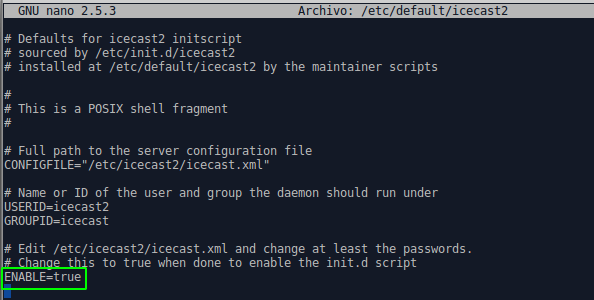 GNU nano 2.5.3 Archivo: /etc/default/icecast2
# Defaults for icecast2 initscript
# sourced by /etc/init.d/icecast2
# installed at /etc/default/icecast2 by the maintainer scripts
#
# This is a POSIX shell fragment
#
# Full path to the server configuration file
CONFIGFILE="/etc/icecast2/icecast.xml"
# Name or ID of the user and group the daemon should run under
USERID=icecast2
GROUPID=icecast
# Edit /etc/icecast2/icecast.xml and change at least the passwords.
# Change this to true when done to enable the init.d script
ENABLE=true